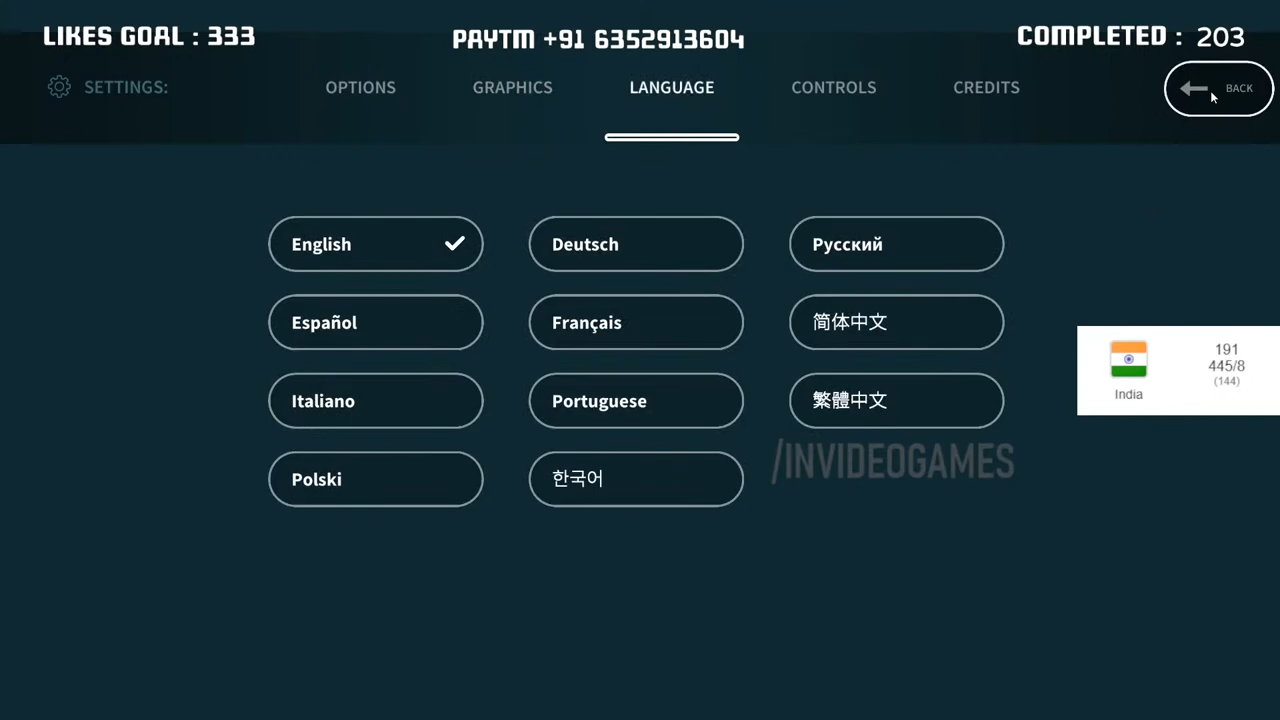 LIKES GOAL : 333
PAYTM +91 6352913604
COMPLETED : 203
SETTINGS:
OPTIONS
GRAPHICS
LANGUAGE
CONTROLS
CREDITS
BACK
English
Deutsch
Русский
Español
Français
简体中文
Italiano
Portuguese
繁體中文
Polski
한국어
191
445/8
(144)
India
/INVIDEOGAMES